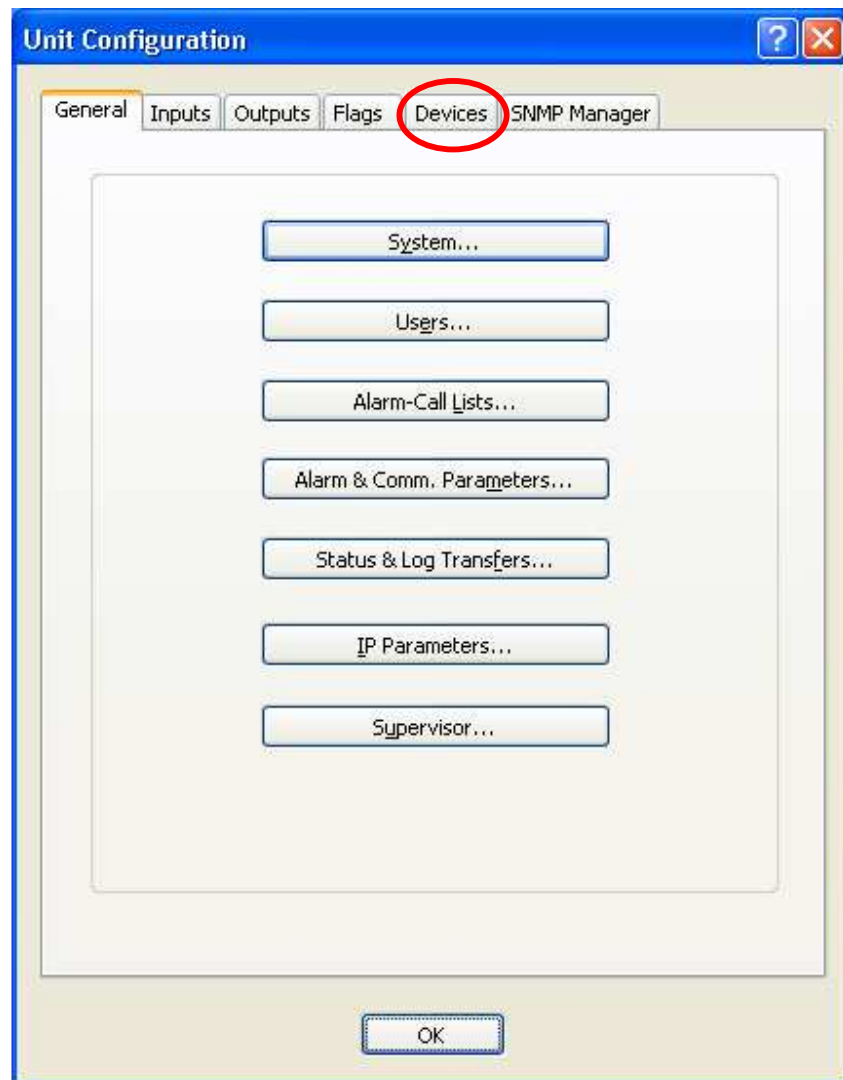 Unit Configuration
General Inputs Outputs Flags Devices SNMP Manager
System...
Users...
Alarm-Call Lists...
Alarm & Comm. Parameters...
Status & Log Transfers...
IP Parameters...
Supervisor...
OK